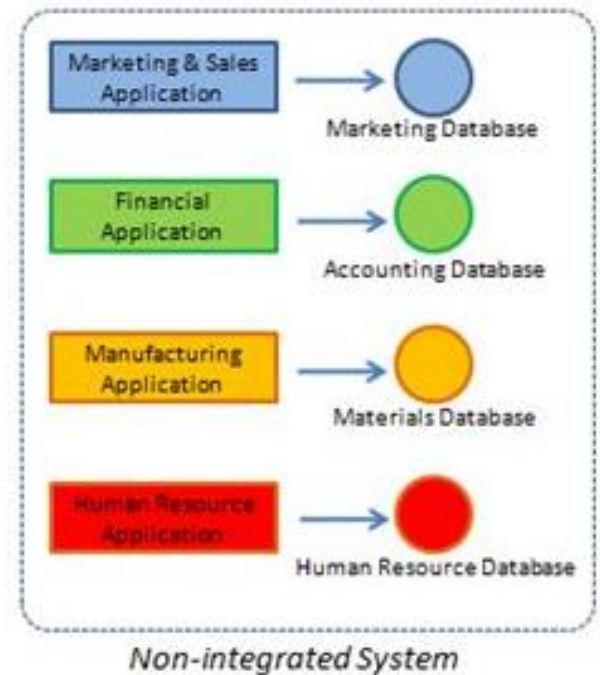 Marketing & Sales
Application
Marketing Database
Financial
Application
Accounting Database
Manufacturing
Application
Materials Database
Human Resource
Application
Human Resource Database
Non-integrated System